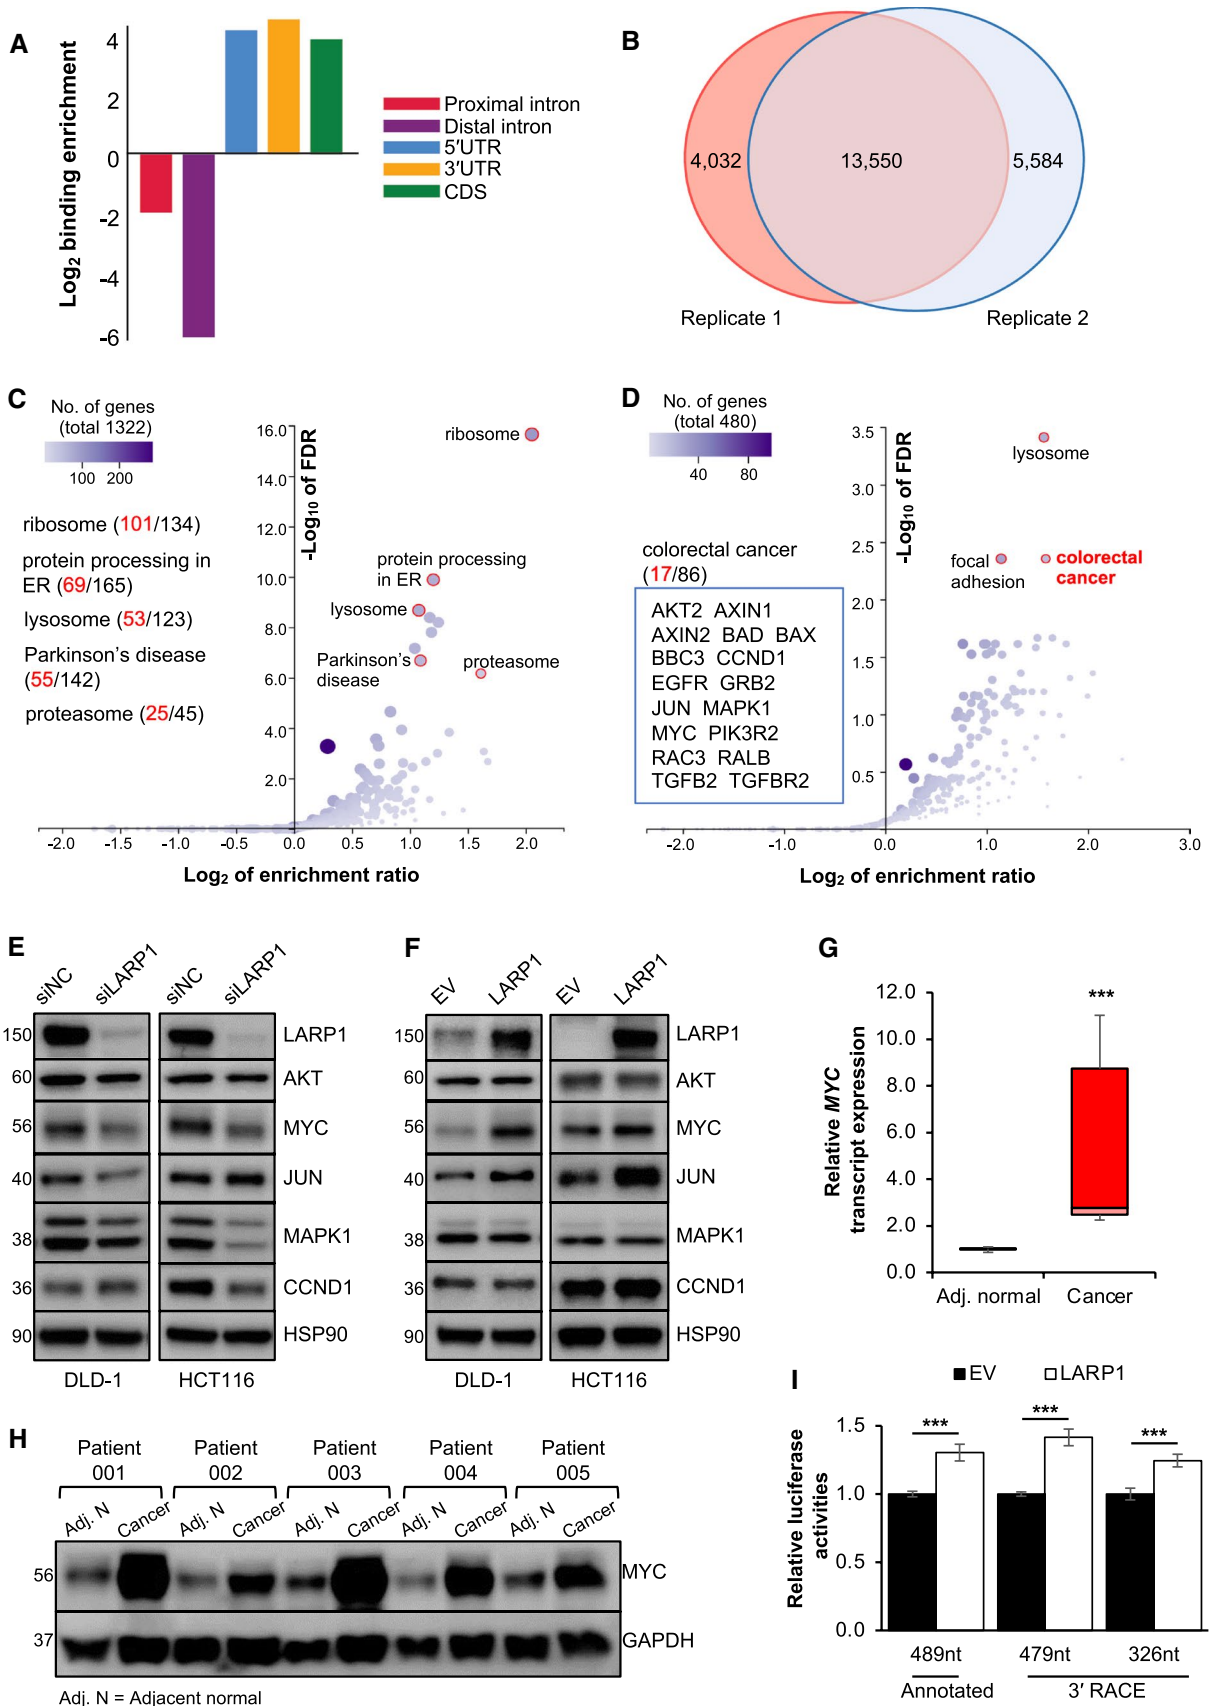 A
Log2 binding enrichment
4
2
0
-2
-4
-6
Proximal intron
Distal intron
5′UTR
3′UTR
CDS
B
4,032
13,550
5,584
Replicate 1
Replicate 2
C
No. of genes
(total 1322)
100 200
ribosome (101/134)
protein processing in
ER (69/165)
lysosome (53/123)
Parkinson's disease
(55/142)
proteasome (25/45)
-Log10 of FDR
16.0
14.0
12.0
10.0
8.0
6.0
4.0
2.0
ribosome
protein processing
in ER
lysosome
Parkinson's
disease
proteasome
-2.0 -1.5 -1.0 -0.5 0.0 0.5 1.0 1.5 2.0
Log2 of enrichment ratio
D
No. of genes
(total 480)
40 80
colorectal cancer
(17/86)
AKT2 AXIN1
AXIN2 BAD BAX
BBC3 CCND1
EGFR GRB2
JUN MAPK1
MYC PIK3R2
RAC3 RALB
TGFB2 TGFBR2
-Log10 of FDR
3.5
3.0
2.5
2.0
1.5
1.0
0.5
lysosome
focal
adhesion
colorectal
cancer
-2.0 -1.0 0.0 1.0 2.0 3.0
Log2 of enrichment ratio
E
siNC siLARP1 siNC siLARP1
150 LARP1
60 AKT
56 MYC
40 JUN
38 MAPK1
36 CCND1
90 HSP90
DLD-1 HCT116
F
EV LARP1 EV LARP1
150 LARP1
60 AKT
56 MYC
40 JUN
38 MAPK1
36 CCND1
90 HSP90
DLD-1 HCT116
G
Relative MYC
transcript expression
12.0
10.0
8.0
6.0
4.0
2.0
0.0
***
Adj. normal Cancer
H
Patient 001
Patient 002
Patient 003
Patient 004
Patient 005
Adj. N Cancer Adj. N Cancer Adj. N Cancer Adj. N Cancer Adj. N Cancer
56 MYC
37 GAPDH
Adj. N = Adjacent normal
I
EV LARP1
Relative luciferase
activities
1.5
1.0
0.5
0.0
*** *** ***
489nt 479nt 326nt
Annotated 3′ RACE